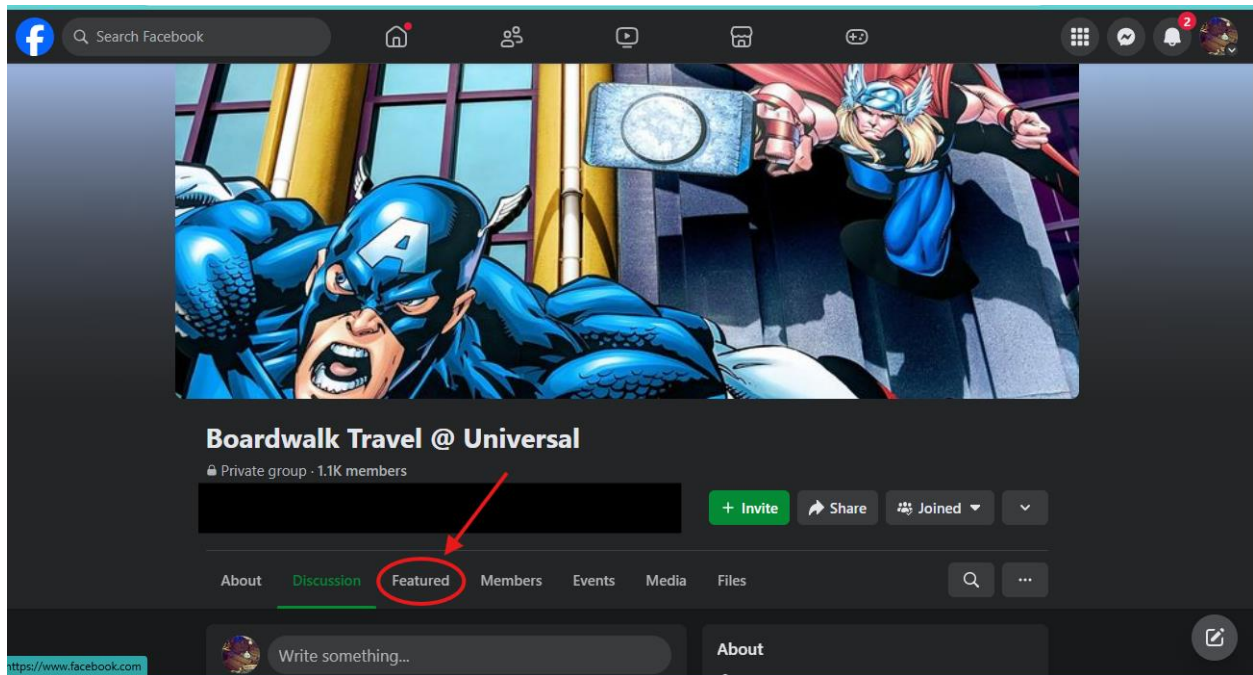 Search Facebook
2
A
Boardwalk Travel @ Universal
Private group · 1.1K members
+ Invite
Share
Joined
About
Discussion
Featured
Members
Events
Media
Files
Write something...
About
https://www.facebook.com